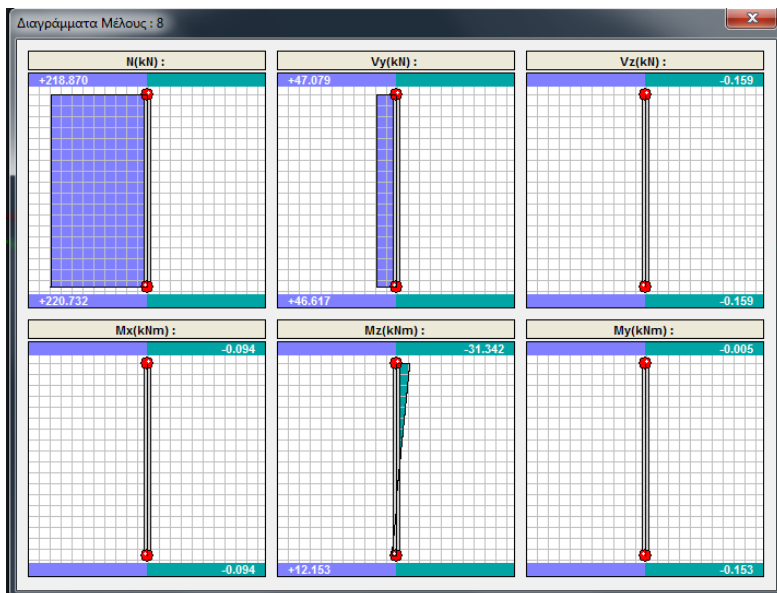 Διαγράμματα Μέλους : 8
N(kN) :
Vy(kN) :
Vz(kN) :
+218.870
+47.079
-0.159
+220.732
+46.617
-0.159
Mx(kNm) :
Mz(kNm) :
My(kNm) :
-0.094
-31.342
-0.005
-0.094
+12.153
-0.153